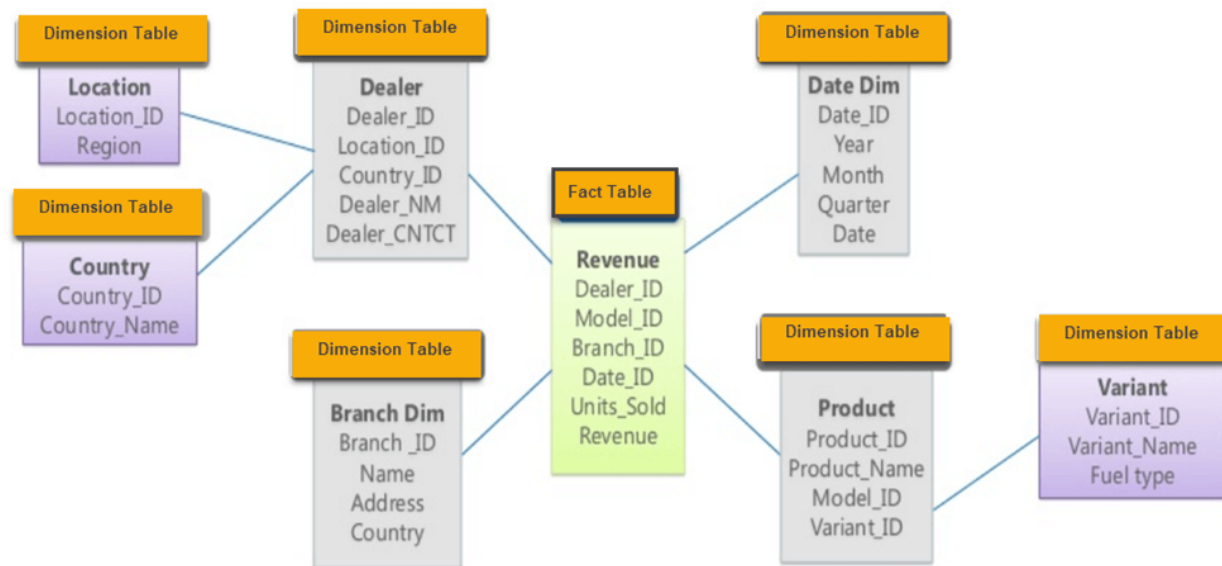 Dimension Table
Location
Location_ID
Region
Dimension Table
Country
Country_ID
Country_Name
Dimension Table
Dealer
Dealer_ID
Location_ID
Country_ID
Dealer_NM
Dealer_CNTCT
Dimension Table
Branch Dim
Branch _ID
Name
Address
Country
Fact Table
Revenue
Dealer_ID
Model_ID
Branch_ID
Date_ID
Units_Sold
Revenue
Dimension Table
Date Dim
Date_ID
Year
Month
Quarter
Date
Dimension Table
Product
Product_ID
Product_Name
Model_ID
Variant_ID
Dimension Table
Variant
Variant_ID
Variant_Name
Fuel type